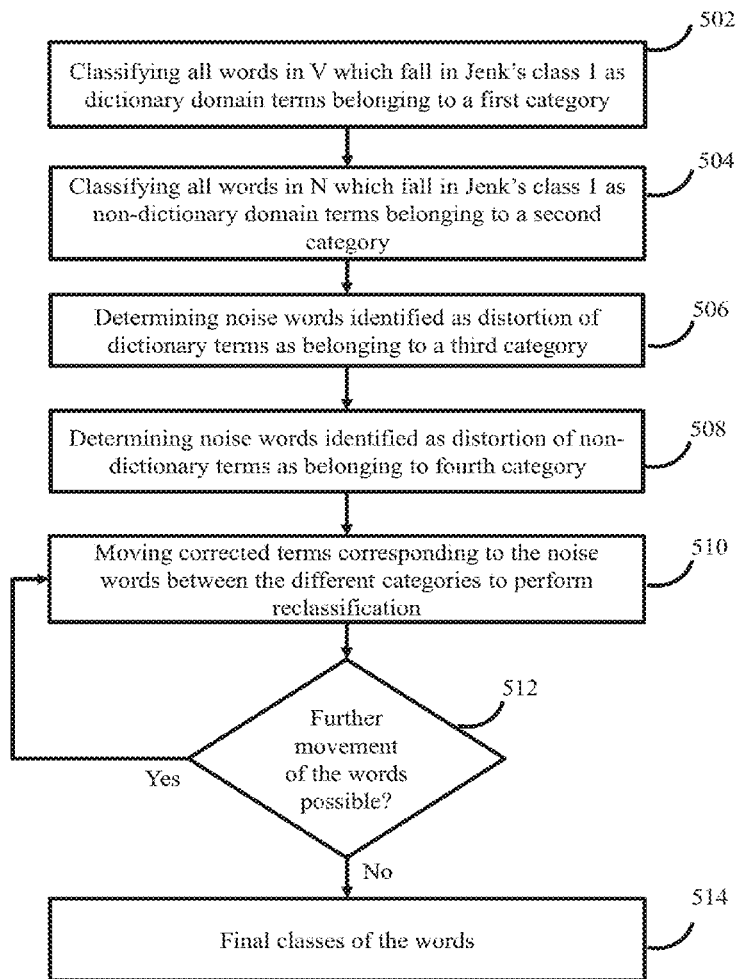 502
Classifying all words in V which fall in Jenk's class 1 as
dictionary domain terms belonging to a first category
504
Classifying all words in N which fall in Jenk's class 1 as
non-dictionary domain terms belonging to a second
category
506
Determining noise words identified as distortion of
dictionary terms as belonging to a third category
508
Determining noise words identified as distortion of non-
dictionary terms as belonging to fourth category
510
Moving corrected terms corresponding to the noise
words between the different categories to perform
reclassification
512
Further
movement
of the words
possible?
Yes
No
514
Final classes of the words